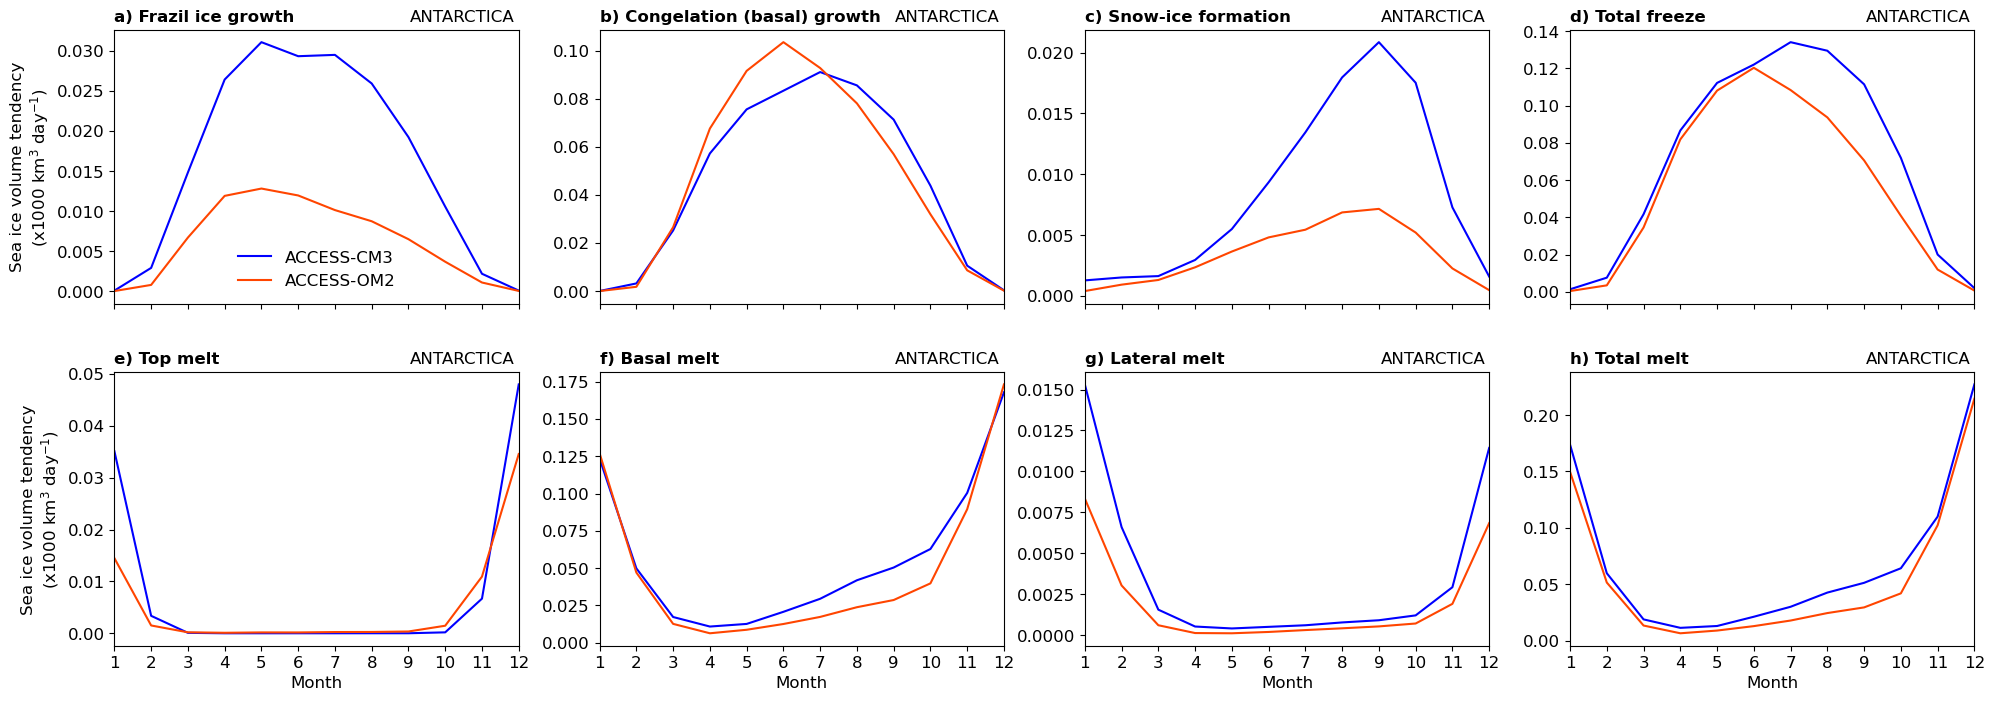 a) Frazil ice growth ANTARCTICA
b) Congelation (basal) growth ANTARCTICA
c) Snow-ice formation ANTARCTICA
d) Total freeze ANTARCTICA
Sea ice volume tendency
(x1000 km³ day⁻¹)
0.030
0.025
0.020
0.015
0.010
0.005
0.000
ACCESS-CM3
ACCESS-OM2
0.10
0.08
0.06
0.04
0.02
0.00
0.020
0.015
0.010
0.005
0.000
0.14
0.12
0.10
0.08
0.06
0.04
0.02
0.00
e) Top melt ANTARCTICA
f) Basal melt ANTARCTICA
g) Lateral melt ANTARCTICA
h) Total melt ANTARCTICA
Sea ice volume tendency
(x1000 km³ day⁻¹)
0.05
0.04
0.03
0.02
0.01
0.00
1 2 3 4 5 6 7 8 9 10 11 12
Month
0.175
0.150
0.125
0.100
0.075
0.050
0.025
0.000
1 2 3 4 5 6 7 8 9 10 11 12
Month
0.0150
0.0125
0.0100
0.0075
0.0050
0.0025
0.0000
1 2 3 4 5 6 7 8 9 10 11 12
Month
0.20
0.15
0.10
0.05
0.00
1 2 3 4 5 6 7 8 9 10 11 12
Month